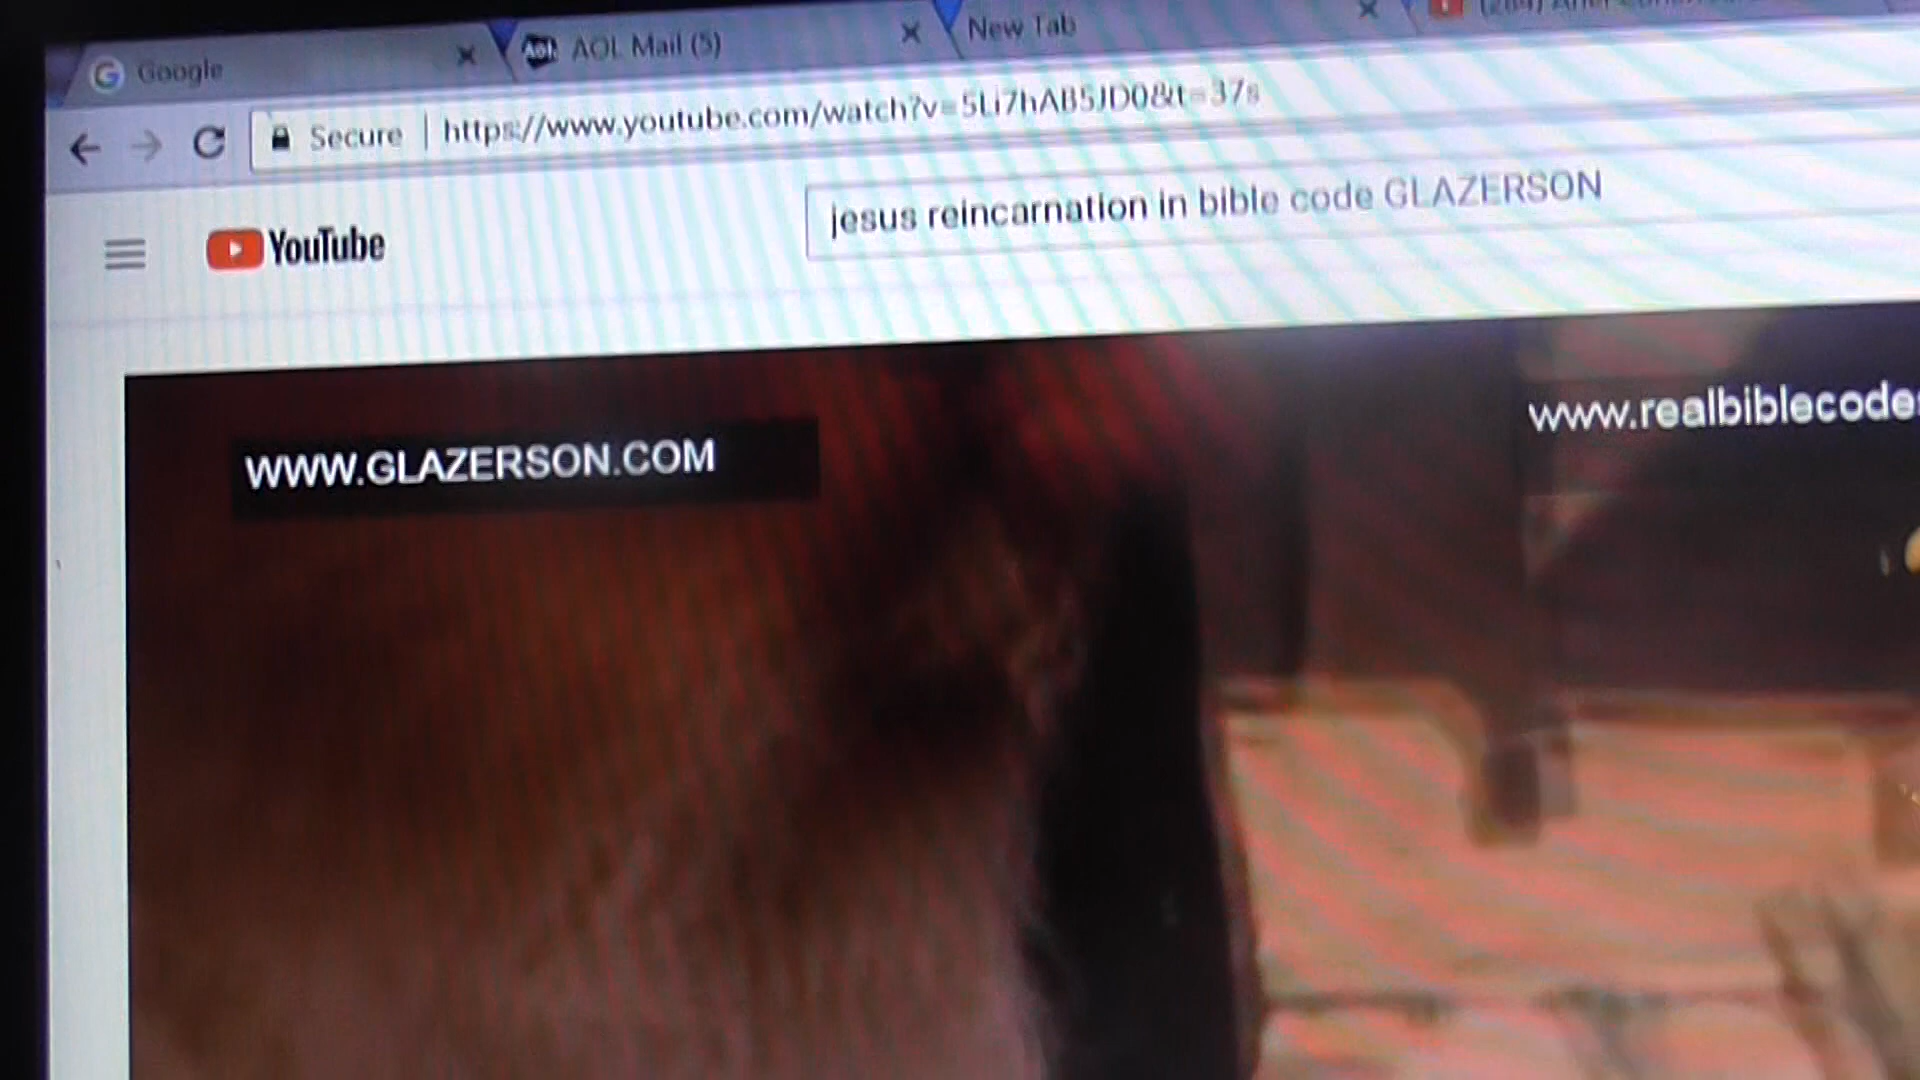 Google
AOL Mail (5)
New Tab
Secure
https://www.youtube.com/watch?v=5Li7hAB5JD0&t=37s
YouTube
jesus reincarnation in bible code GLAZERSON
WWW.GLAZERSON.COM
www.realbiblecode